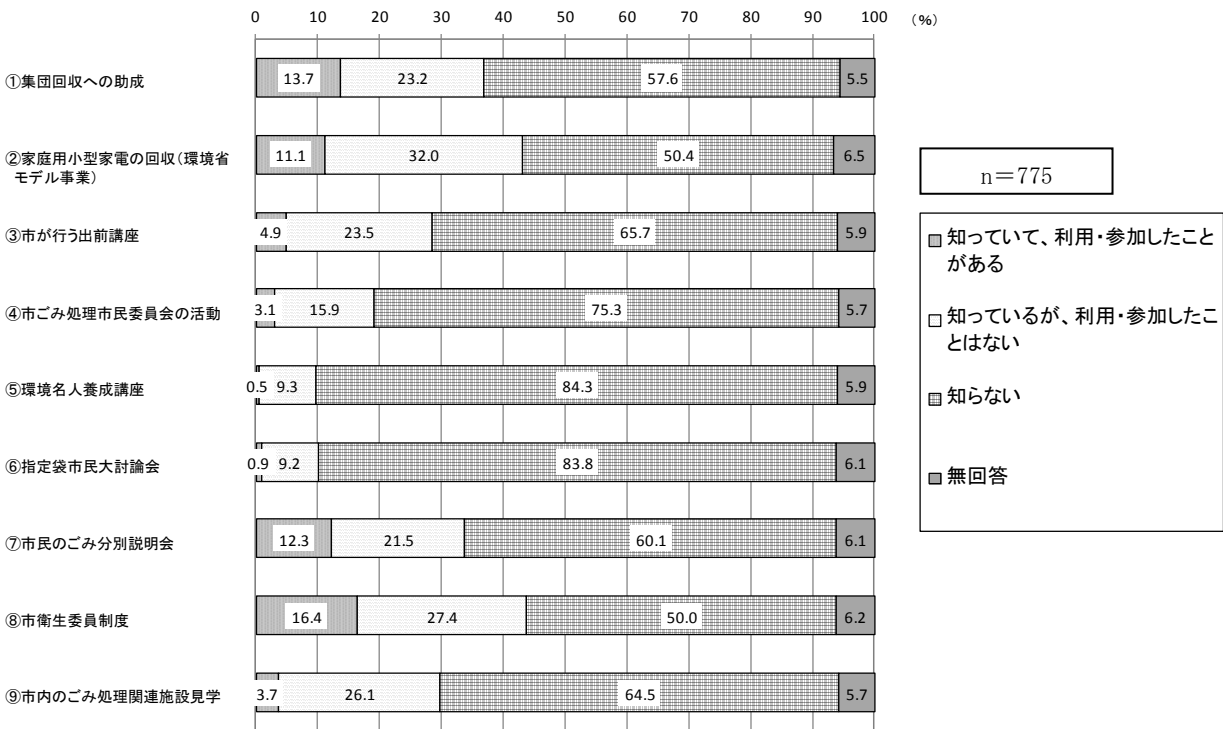 0 10 20 30 40 50 60 70 80 90 100 (%)
①集団回収への助成 13.7 23.2 57.6 5.5
②家庭用小型家電の回収(環境省
モデル事業) 11.1 32.0 50.4 6.5
③市が行う出前講座 4.9 23.5 65.7 5.9
④市ごみ処理市民委員会の活動 3.1 15.9 75.3 5.7
⑤環境名人養成講座 0.5 9.3 84.3 5.9
⑥指定袋市民大討論会 0.9 9.2 83.8 6.1
⑦市民のごみ分別説明会 12.3 21.5 60.1 6.1
⑧市衛生委員制度 16.4 27.4 50.0 6.2
⑨市内のごみ処理関連施設見学 3.7 26.1 64.5 5.7
n＝775
知っていて、利用・参加したこと
がある
知っているが、利用・参加したこ
とはない
知らない
無回答